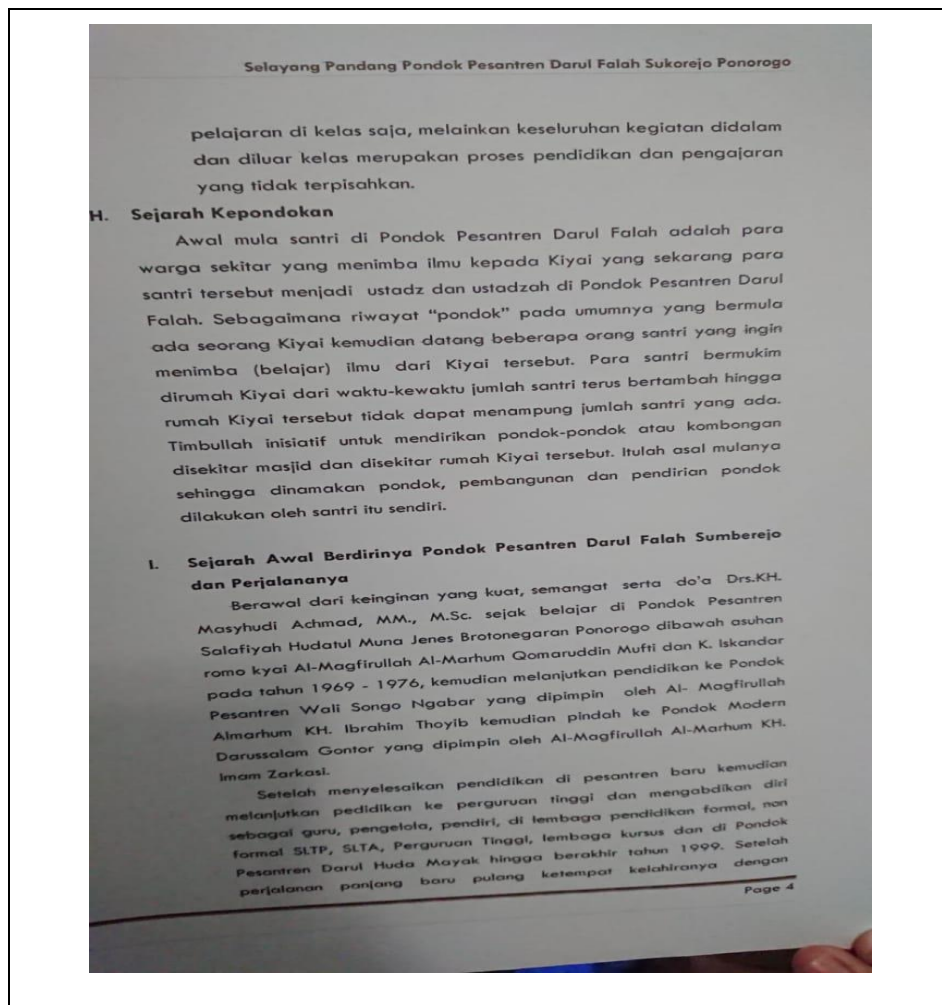 Selayang Pandang Pondok Pesantren Darul Falah Sukorejo Ponorogo
pelajaran di kelas saja, melainkan keseluruhan kegiatan didalam
dan diluar kelas merupakan proses pendidikan dan pengajaran
yang tidak terpisahkan.
H. Sejarah Kepondokan
Awal mula santri di Pondok Pesantren Darul Falah adalah para
warga sekitar yang menimba ilmu kepada Kiyai yang sekarang para
santri tersebut menjadi ustadz dan ustadzah di Pondok Pesantren Darul
Falah. Sebagaimana riwayat “pondok” pada umumnya yang bermula
ada seorang Kiyai kemudian datang beberapa orang santri yang ingin
menimba (belajar) ilmu dari Kiyai tersebut. Para santri bermukim
dirumah Kiyai dari waktu-kewaktu jumlah santri terus bertambah hingga
rumah Kiyai tersebut tidak dapat menampung jumlah santri yang ada.
Timbullah inisiatif untuk mendirikan pondok-pondok atau kombongan
disekitar masjid dan disekitar rumah Kiyai tersebut. Itulah asal mulanya
sehingga dinamakan pondok, pembangunan dan pendirian pondok
dilakukan oleh santri itu sendiri.
I. Sejarah Awal Berdirinya Pondok Pesantren Darul Falah Sumberejo
dan Perjalananya
Berawal dari keinginan yang kuat, semangat serta do'a Drs.KH.
Masyhudi Achmad, MM., M.Sc. sejak belajar di Pondok Pesantren
Salafiyah Hudatul Muna Jenes Brotonegaran Ponorogo dibawah asuhan
romo kyai Al-Magfirullah Al-Marhum Qomaruddin Mufti dan K. Iskandar
pada tahun 1969 - 1976, kemudian melanjutkan pendidikan ke Pondok
Pesantren Wali Songo Ngabar yang dipimpin oleh Al- Magfirullah
Almarhum KH. Ibrahim Thoyib kemudian pindah ke Pondok Modern
Darussalam Gontor yang dipimpin oleh Al-Magfirullah Al-Marhum KH.
Imam Zarkasi.
Setelah menyelesaikan pendidikan di pesantren baru kemudian
melanjutkan pedidikan ke perguruan tinggi dan mengabdikan diri
sebagai guru, pengelola, pendiri, di lembaga pendidikan formal, non
formal SLTP, SLTA, Perguruan Tinggi, lembaga kursus dan di Pondok
Pesantren Darul Huda Mayak hingga berakhir tahun 1999. Setelah
perjalanan panjang baru pulang ketempat kelahiranya dengan
Page 4